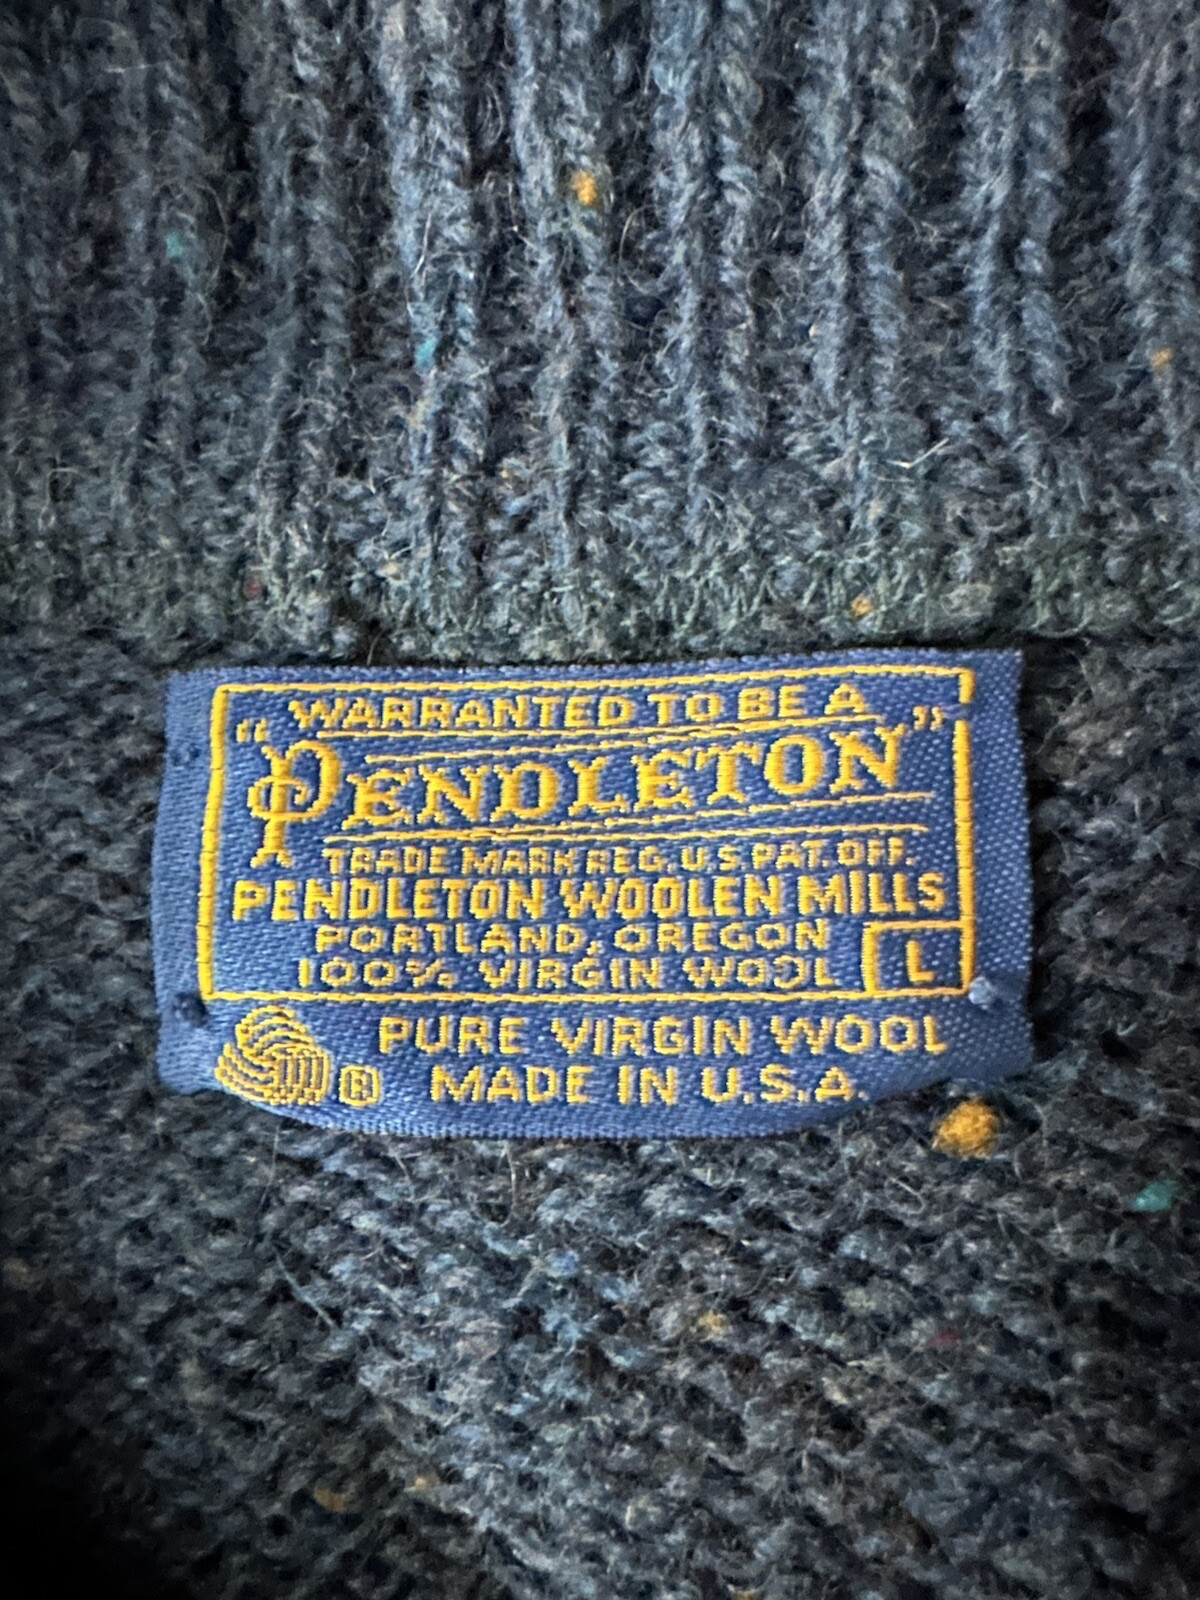 WARRANTED TO BE A
"PENDLETON"
TRADE MARK REG. U.S. PAT. OFF.
PENDLETON WOOLEN MILLS
PORTLAND, OREGON
100% VIRGIN WOOL L
PURE VIRGIN WOOL
® MADE IN U.S.A.